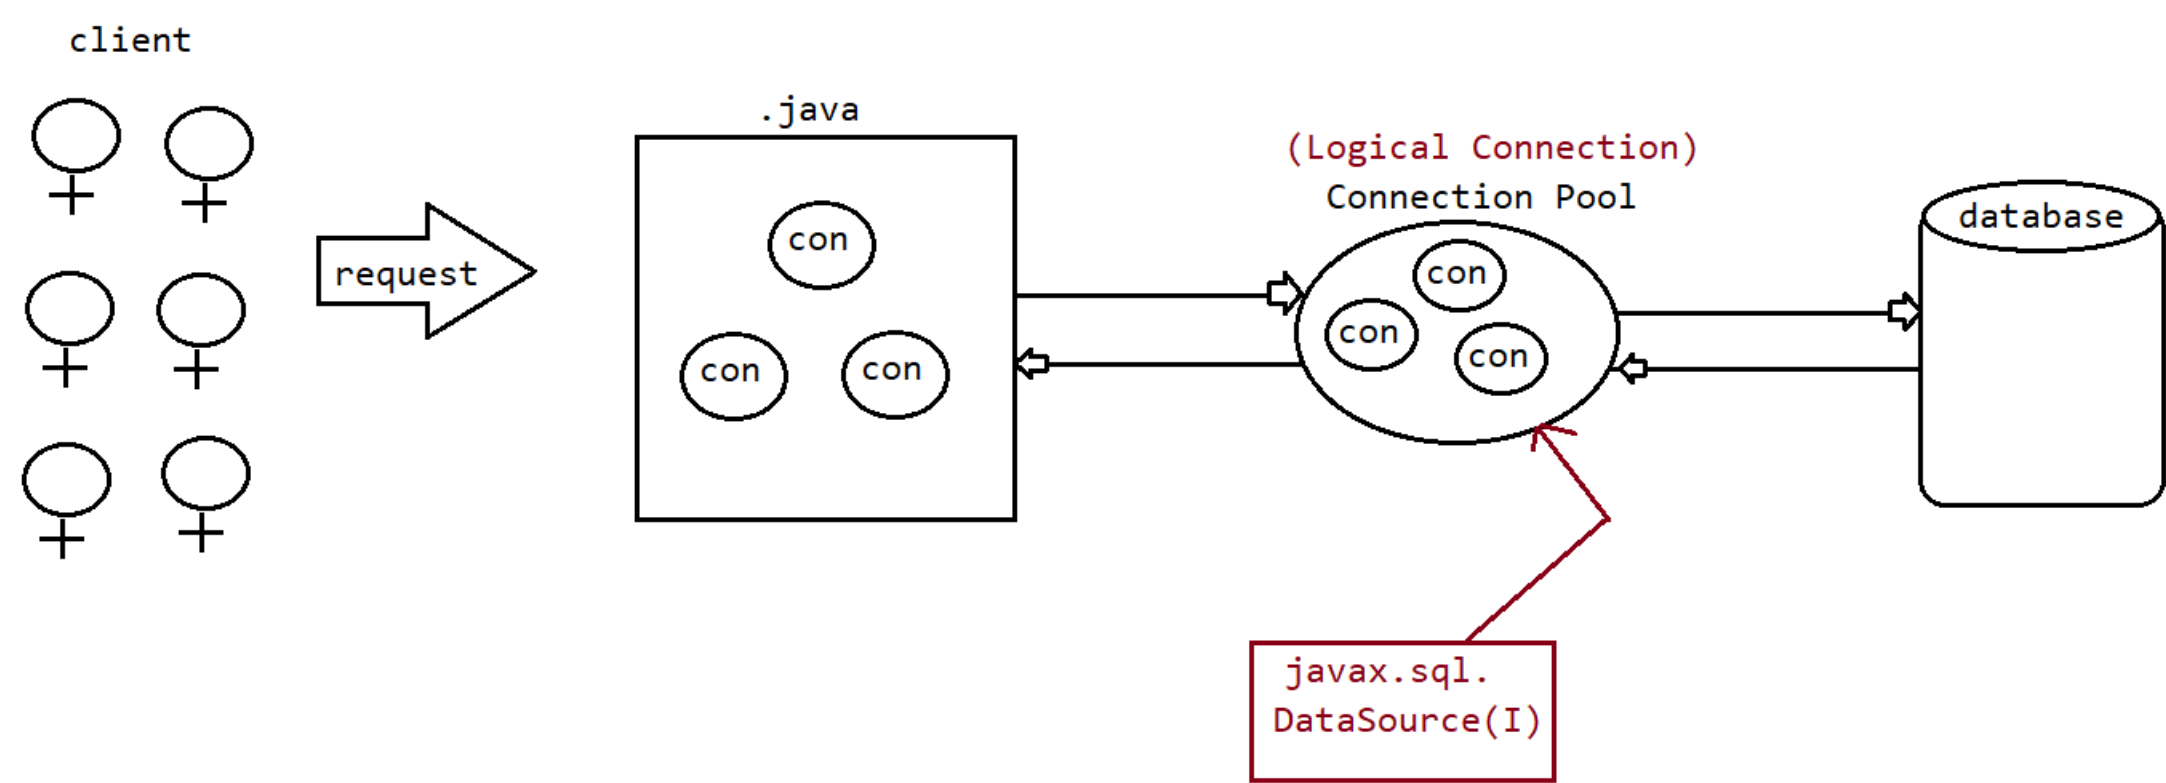 client
request
.java
con
con
con
(Logical Connection)
Connection Pool
con
con
con
database
javax.sql.
DataSource(I)